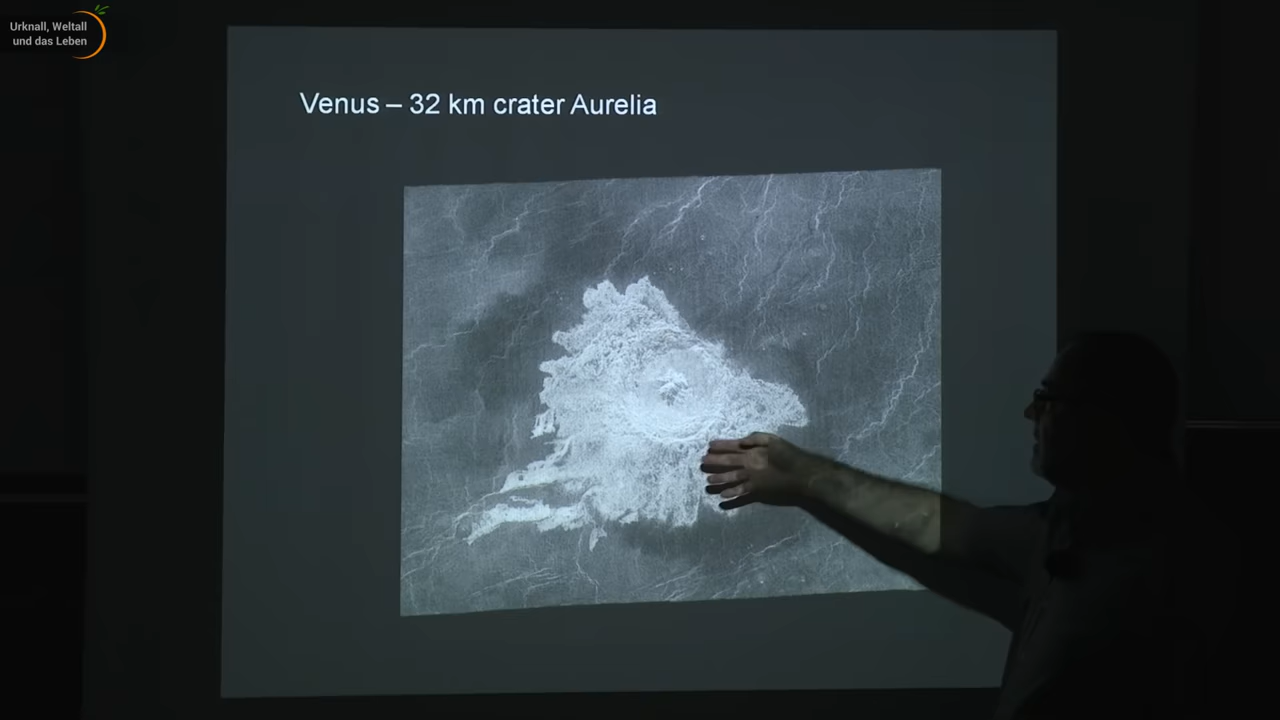 Urknall, Weltall
und das Leben
Venus – 32 km crater Aurelia